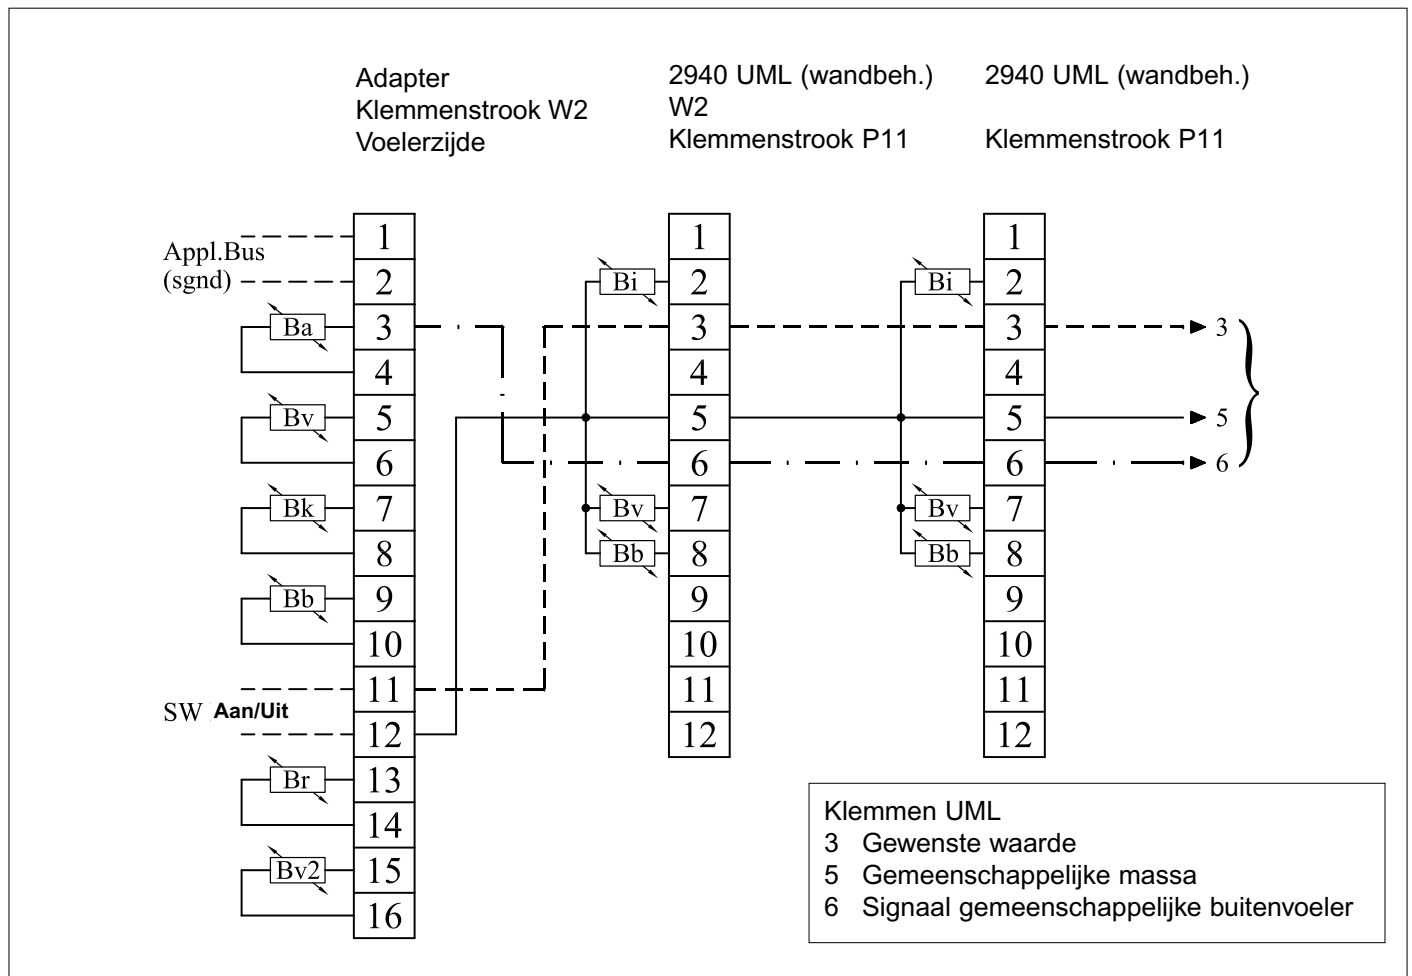 Adapter
Klemmenstrook W2
Voelerzijde
2940 UML (wandbeh.)
W2
Klemmenstrook P11
2940 UML (wandbeh.)
Klemmenstrook P11
Appl.Bus
(sgnd)
Ba
Bv
Bk
Bb
SW Aan/Uit
Br
Bv2
1
2
3
4
5
6
7
8
9
10
11
12
13
14
15
16
Bi
Bv
Bb
1
2
3
4
5
6
7
8
9
10
11
12
Bi
Bv
Bb
1
2
3
4
5
6
7
8
9
10
11
12
3
5
6
Klemmen UML
3 Gewenste waarde
5 Gemeenschappelijke massa
6 Signaal gemeenschappelijke buitenvoeler